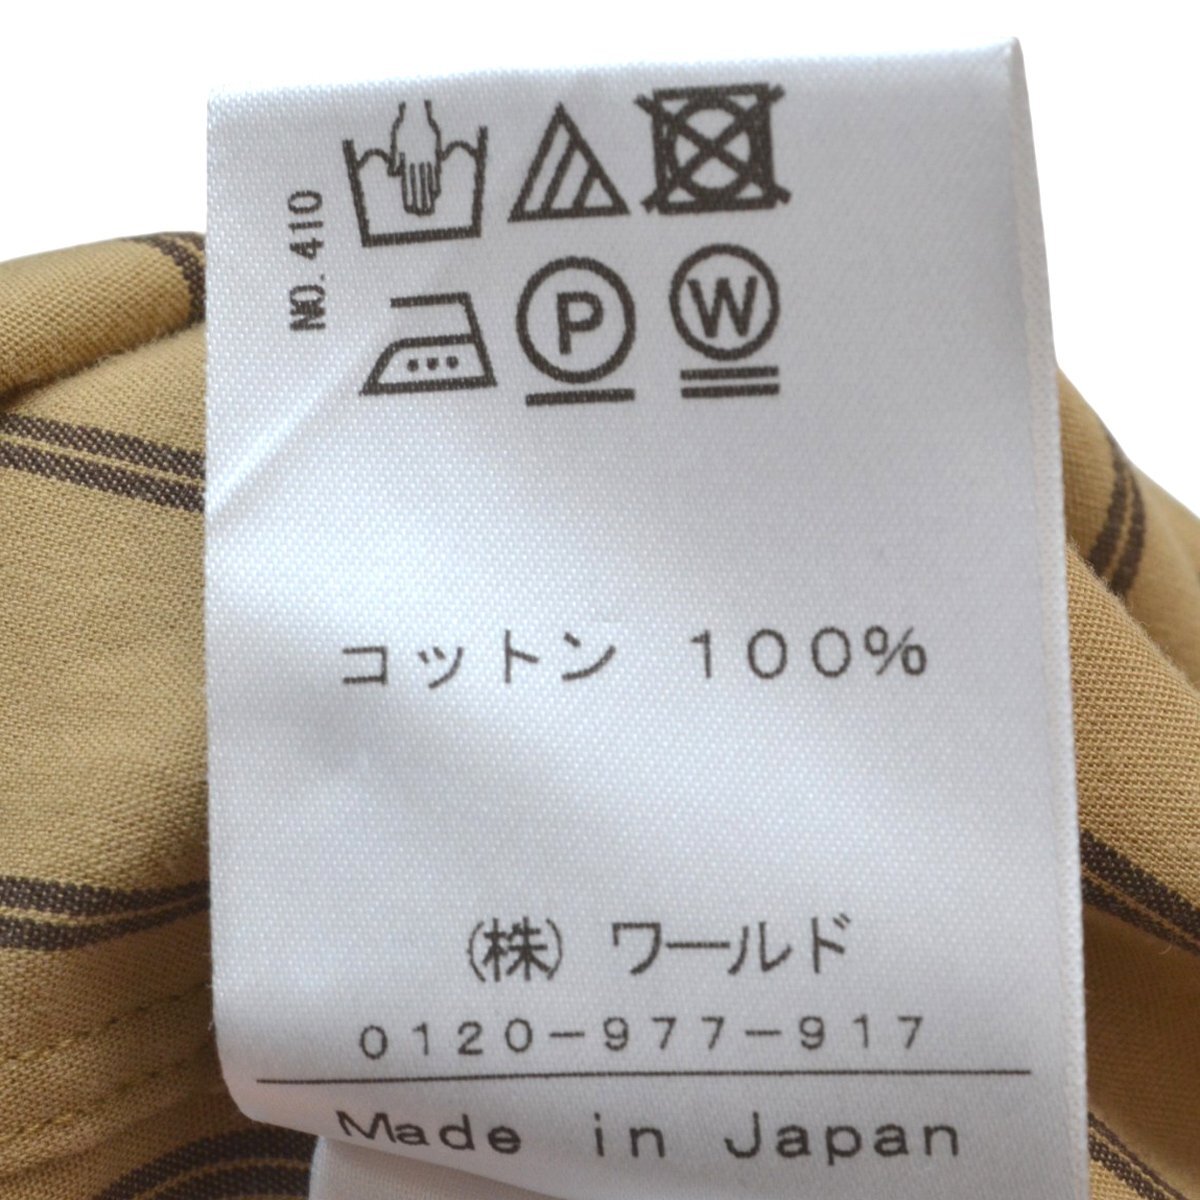 NO.410
P W
コットン 100%
(株) ワールド
0120-977-917
Made in Japan